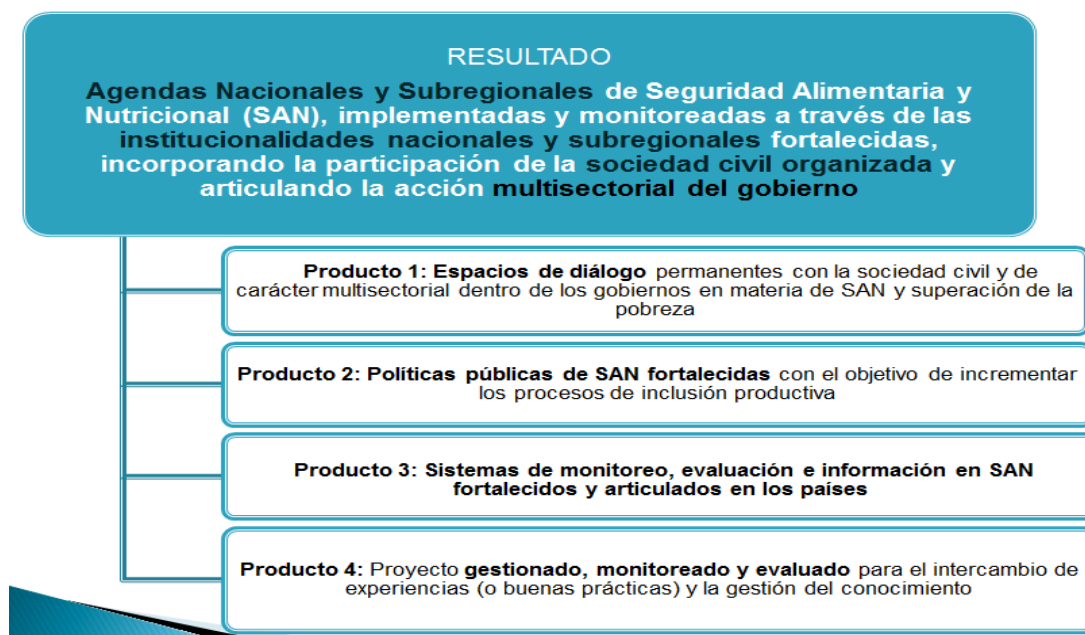 RESULTADO
Agendas Nacionales y Subregionales de Seguridad Alimentaria y
Nutricional (SAN), implementadas y monitoreadas a través de las
institucionalidades nacionales y subregionales fortalecidas,
incorporando la participación de la sociedad civil organizada y
articulando la acción multisectorial del gobierno
Producto 1: Espacios de diálogo permanentes con la sociedad civil y de
carácter multisectorial dentro de los gobiernos en materia de SAN y superación de la
pobreza
Producto 2: Políticas públicas de SAN fortalecidas con el objetivo de incrementar
los procesos de inclusión productiva
Producto 3: Sistemas de monitoreo, evaluación e información en SAN
fortalecidos y articulados en los países
Producto 4: Proyecto gestionado, monitoreado y evaluado para el intercambio de
experiencias (o buenas prácticas) y la gestión del conocimiento